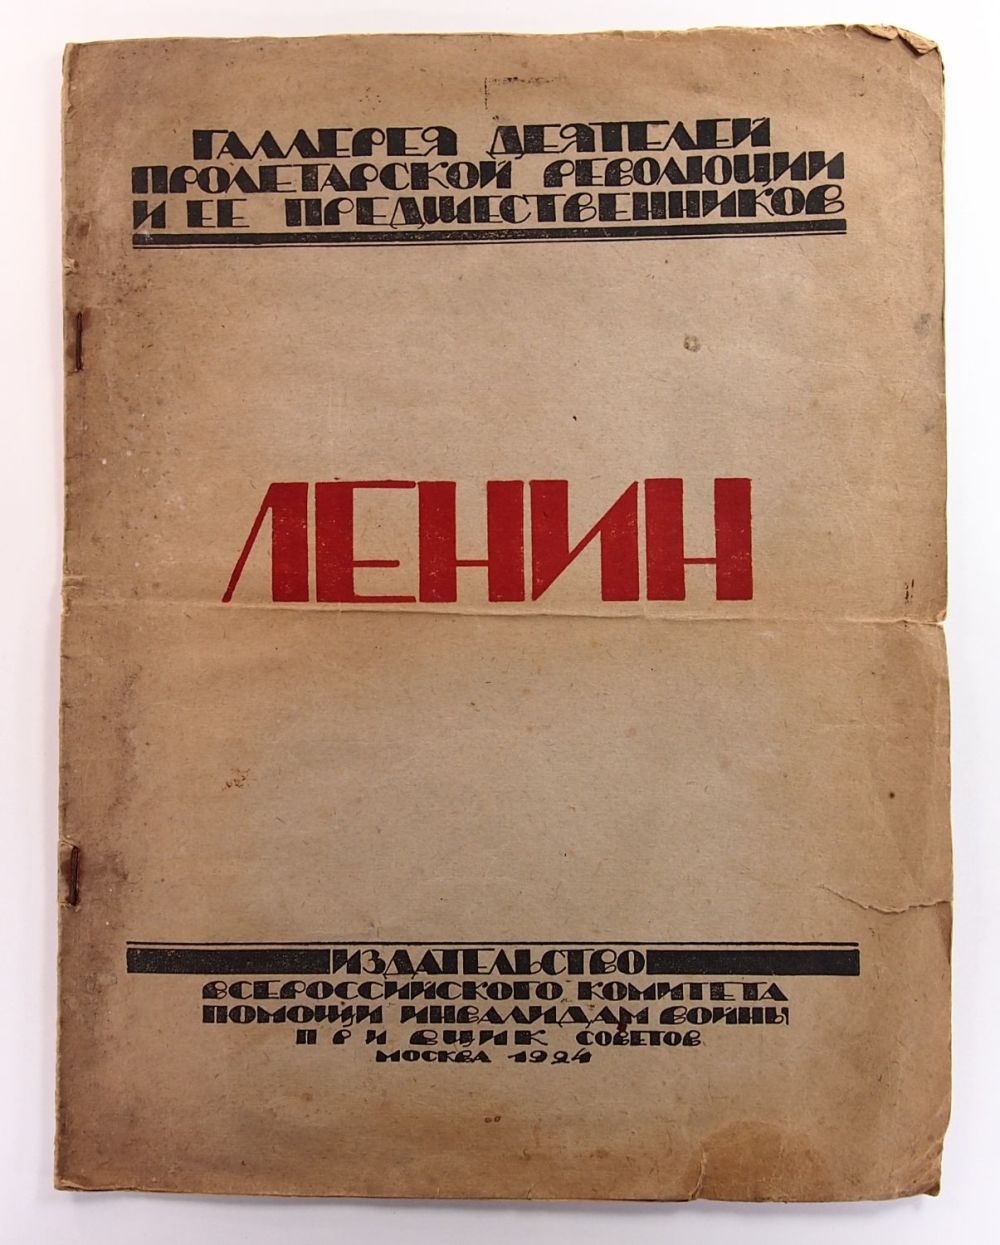 ГАЛЛЕРЕЯ ДЕЯТЕЛЕЙ
ПРОЛЕТАРСКОЙ РЕВОЛЮЦИИ
И ЕЕ ПРЕДШЕСТВЕННИКОВ
ЛЕНИН
ИЗДАТЕЛЬСТВО
ВСЕРОССИЙСКОГО КОМИТЕТА
ПОМОЩИ ИНВАЛИДАМ ВОЙНЫ
ПРИ ВЦИК СОВЕТОВ
МОСКВА 1924